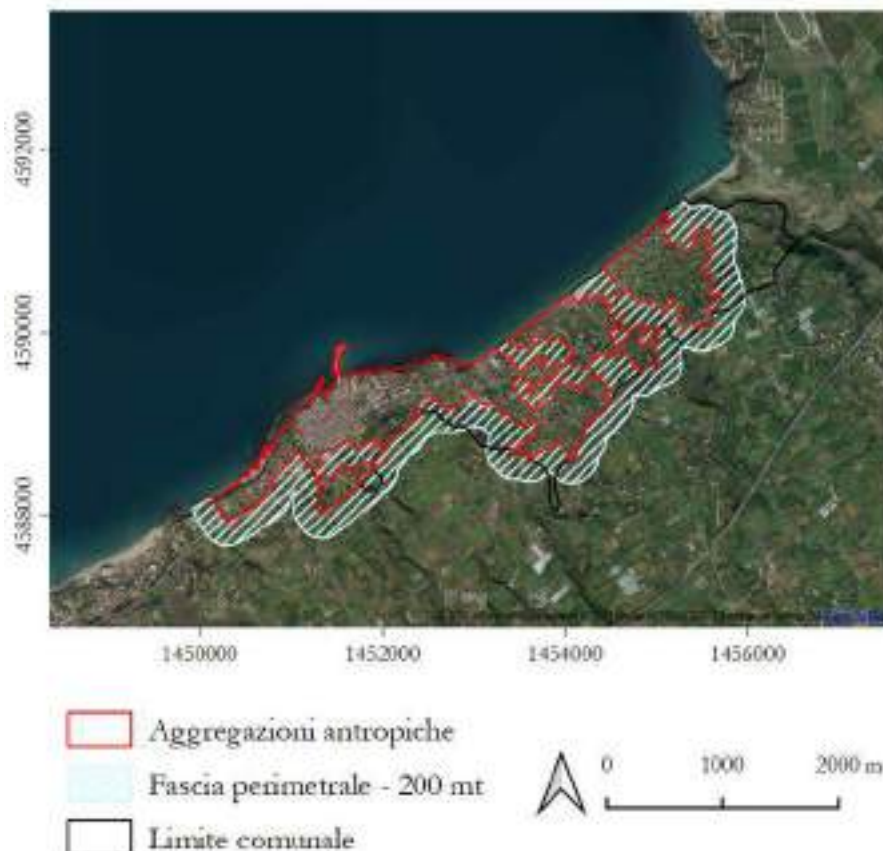 4592000
4590000
4588000
1450000 1452000 1454000 1456000
Aggregazioni antropiche
Fascia perimetrale - 200 mt
Limite comunale
0 1000 2000 m